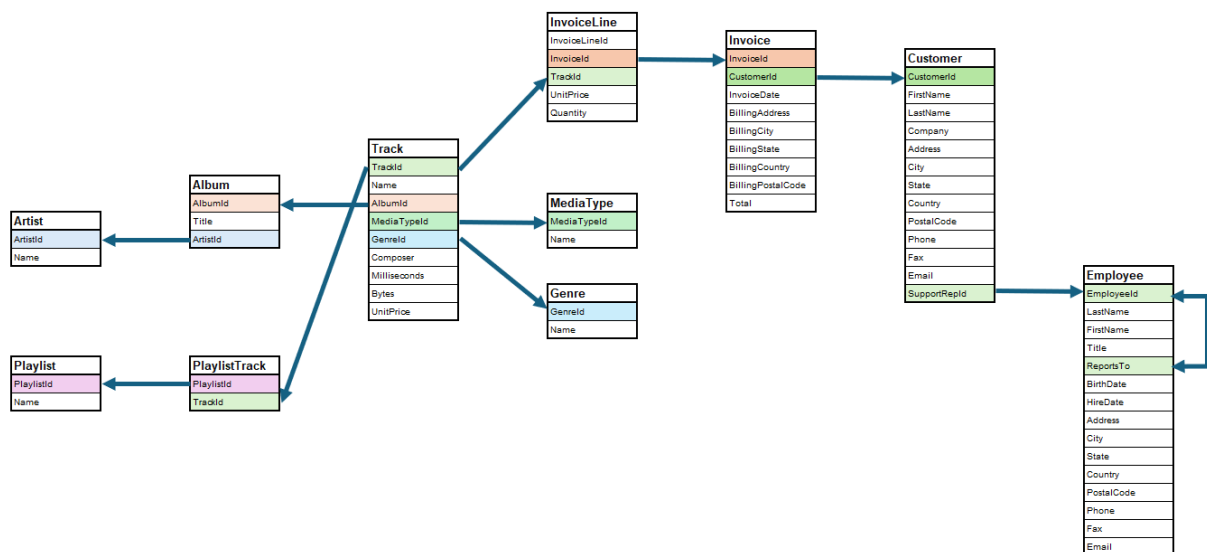 InvoiceLine
InvoiceLineId
InvoiceId
TrackId
UnitPrice
Quantity
Invoice
InvoiceId
CustomerId
InvoiceDate
BillingAddress
BillingCity
BillingState
BillingCountry
BillingPostalCode
Total
Customer
CustomerId
FirstName
LastName
Company
Address
City
State
Country
PostalCode
Phone
Fax
Email
SupportRepId
Track
TrackId
Name
AlbumId
MediaTypeId
GenreId
Composer
Milliseconds
Bytes
UnitPrice
Album
AlbumId
Title
ArtistId
Artist
ArtistId
Name
MediaType
MediaTypeId
Name
Genre
GenreId
Name
Employee
EmployeeId
LastName
FirstName
Title
ReportsTo
BirthDate
HireDate
Address
City
State
Country
PostalCode
Phone
Fax
Email
Playlist
PlaylistId
Name
PlaylistTrack
PlaylistId
TrackId